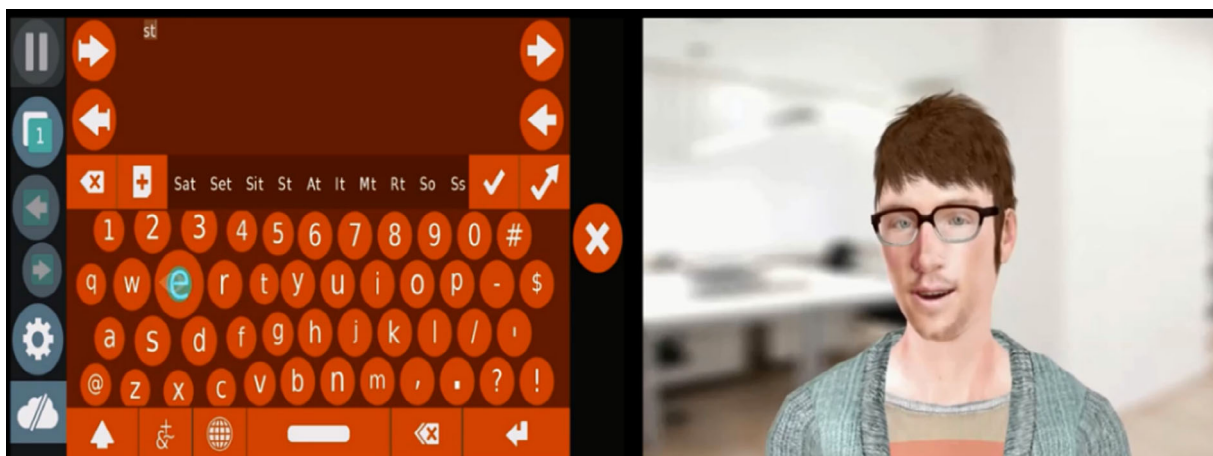 st
1
Sat Set Sit St At It Mt Rt So Ss
1 2 3 4 5 6 7 8 9 0 #
q w e r t y u i o p - $
a s d f g h j k l / '
@ z x c v b n m , . ? !
&